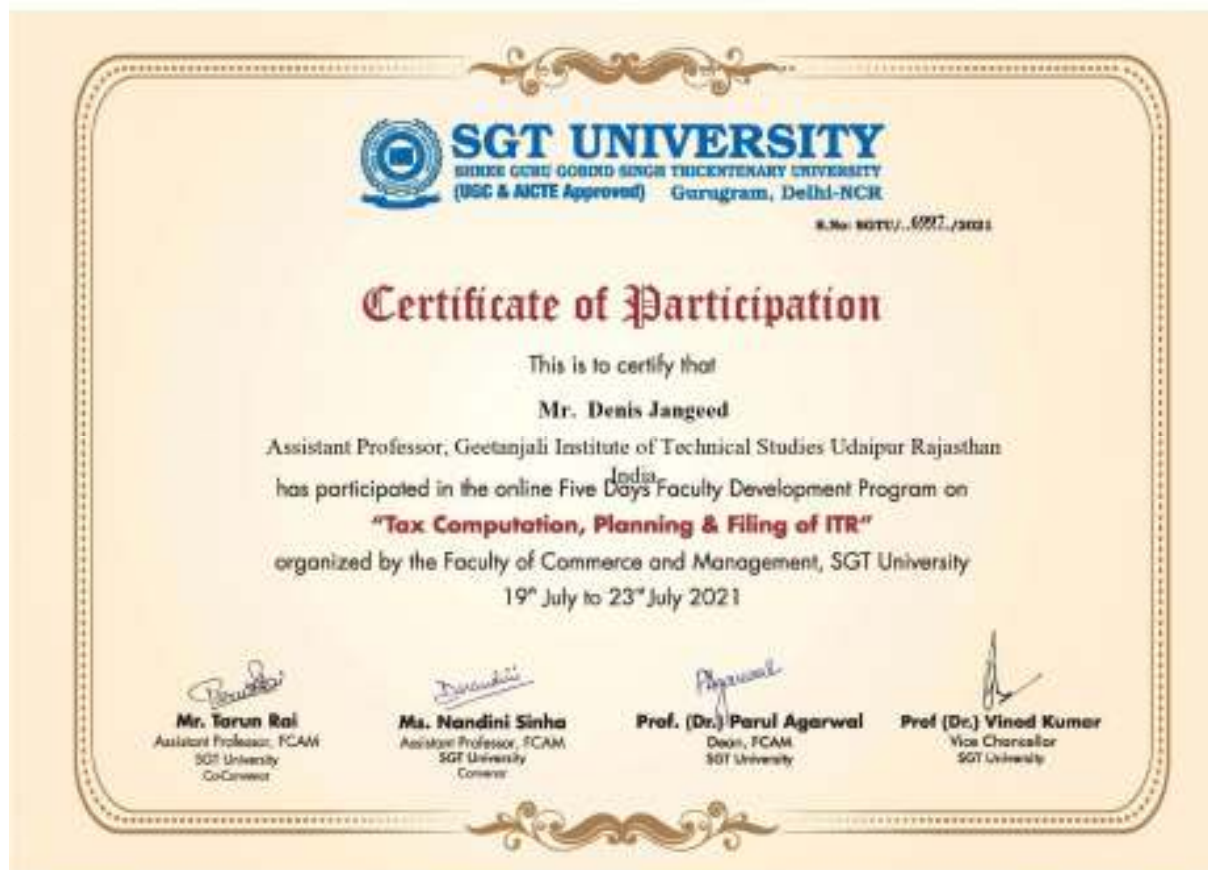 SGT UNIVERSITY
SHREE GURU GOBIND SINGH TRICENTENARY UNIVERSITY
(UGC & AICTE Approved) Gurugram, Delhi-NCR
S.No: SGTU/..6997../2021
Certificate of Participation
This is to certify that
Mr. Denis Jangeed
Assistant Professor, Geetanjali Institute of Technical Studies Udaipur Rajasthan
India
has participated in the online Five Days Faculty Development Program on
"Tax Computation, Planning & Filing of ITR"
organized by the Faculty of Commerce and Management, SGT University
19th July to 23rd July 2021
Mr. Tarun Rai
Assistant Professor, FCAM
SGT University
Co-Convenor
Ms. Nandini Sinha
Assistant Professor, FCAM
SGT University
Convenor
Prof. (Dr.) Parul Agarwal
Dean, FCAM
SGT University
Prof (Dr.) Vinod Kumar
Vice Chancellor
SGT University